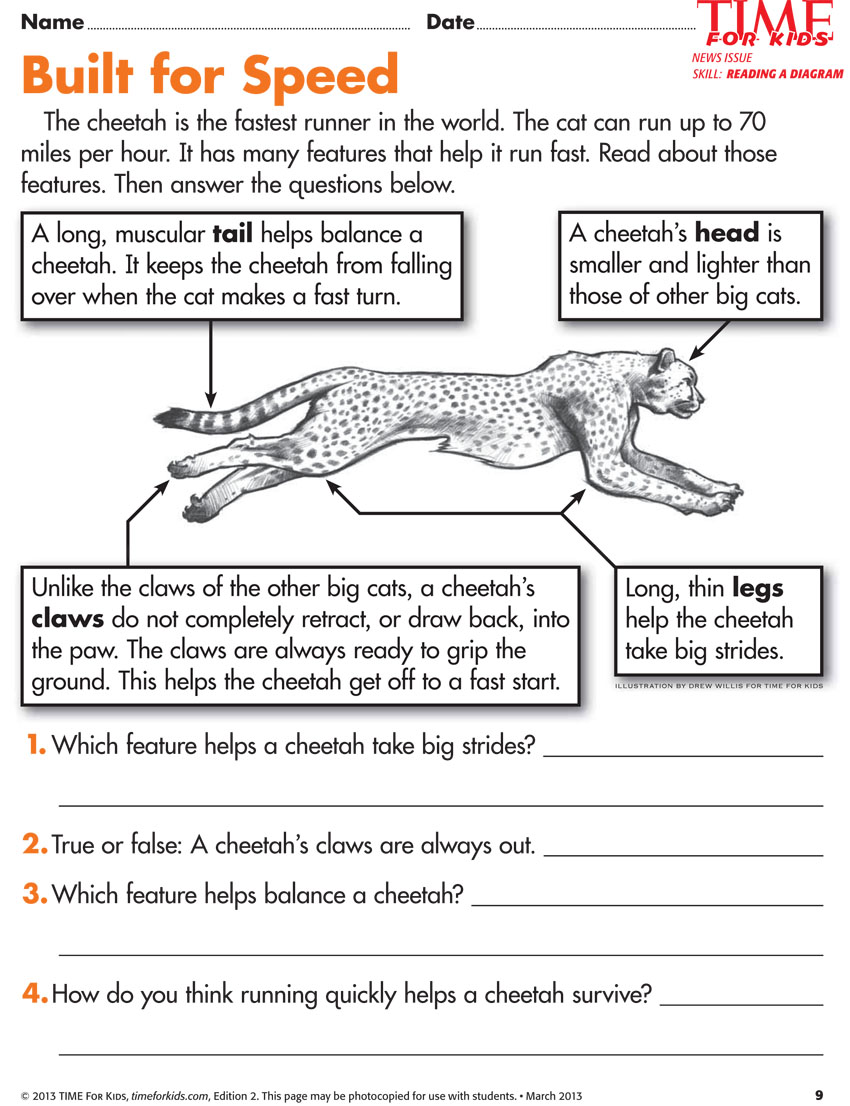 Name Date
TIME
FOR KIDS
NEWS ISSUE
SKILL: READING A DIAGRAM
Built for Speed
The cheetah is the fastest runner in the world. The cat can run up to 70
miles per hour. It has many features that help it run fast. Read about those
features. Then answer the questions below.
A long, muscular tail helps balance a
cheetah. It keeps the cheetah from falling
over when the cat makes a fast turn.
A cheetah's head is
smaller and lighter than
those of other big cats.
Unlike the claws of the other big cats, a cheetah's
claws do not completely retract, or draw back, into
the paw. The claws are always ready to grip the
ground. This helps the cheetah get off to a fast start.
Long, thin legs
help the cheetah
take big strides.
ILLUSTRATION BY DREW WILLIS FOR TIME FOR KIDS
1. Which feature helps a cheetah take big strides?
2. True or false: A cheetah's claws are always out.
3. Which feature helps balance a cheetah?
4. How do you think running quickly helps a cheetah survive?
© 2013 TIME FOR KIDS, timeforkids.com, Edition 2. This page may be photocopied for use with students. • March 2013 9